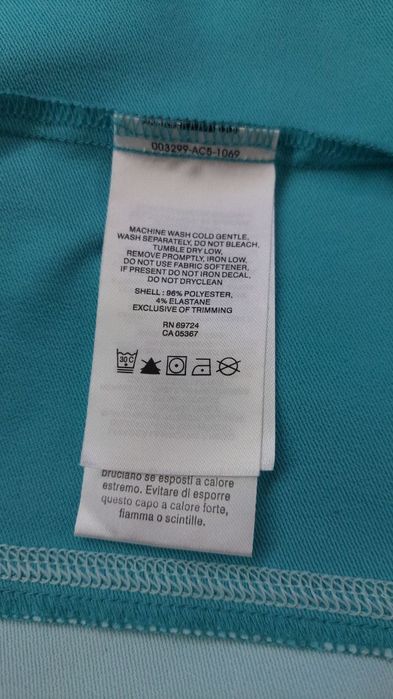 003299-AC5-1069
MACHINE WASH COLD GENTLE,
WASH SEPARATELY, DO NOT BLEACH,
TUMBLE DRY LOW,
REMOVE PROMPTLY, IRON LOW,
DO NOT USE FABRIC SOFTENER,
IF PRESENT DO NOT IRON DECAL,
DO NOT DRYCLEAN
SHELL : 96% POLYESTER,
4% ELASTANE
EXCLUSIVE OF TRIMMING
RN 69724
CA 05367
30 C
bruciano se esposti a calore
estremo. Evitare di esporre
questo capo a calore forte,
fiamma o scintille.